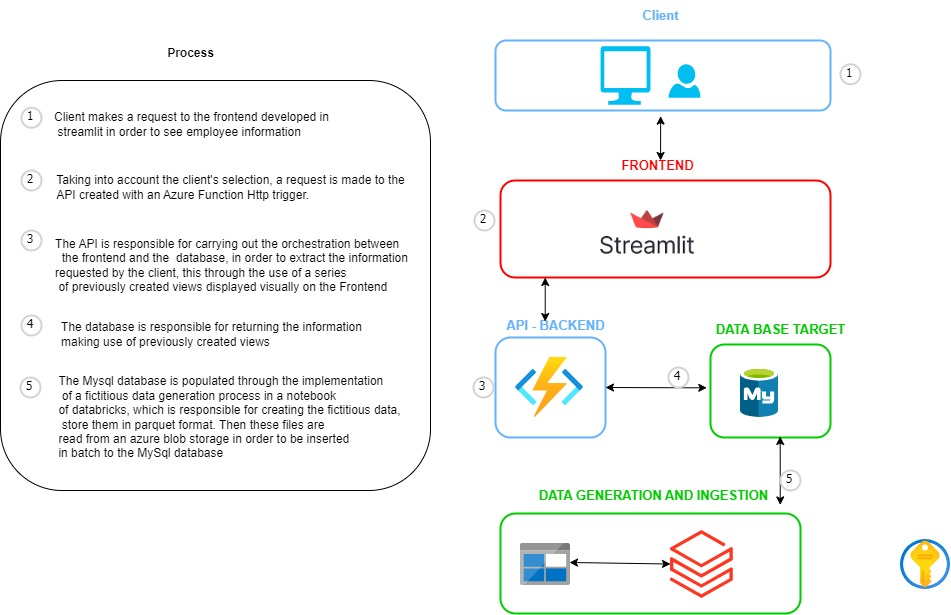 Process
1
Client makes a request to the frontend developed in
streamlit in order to see employee information
2
Taking into account the client's selection, a request is made to the
API created with an Azure Function Http trigger.
3
The API is responsible for carrying out the orchestration between
the frontend and the database, in order to extract the information
requested by the client, this through the use of a series
of previously created views displayed visually on the Frontend
4
The database is responsible for returning the information
making use of previously created views
5
The Mysql database is populated through the implementation
of a fictitious data generation process in a notebook
of databricks, which is responsible for creating the fictitious data,
store them in parquet format. Then these files are
read from an azure blob storage in order to be inserted
in batch to the MySql database
Client
1
FRONTEND
2
Streamlit
API - BACKEND
DATA BASE TARGET
3
4
My
5
DATA GENERATION AND INGESTION